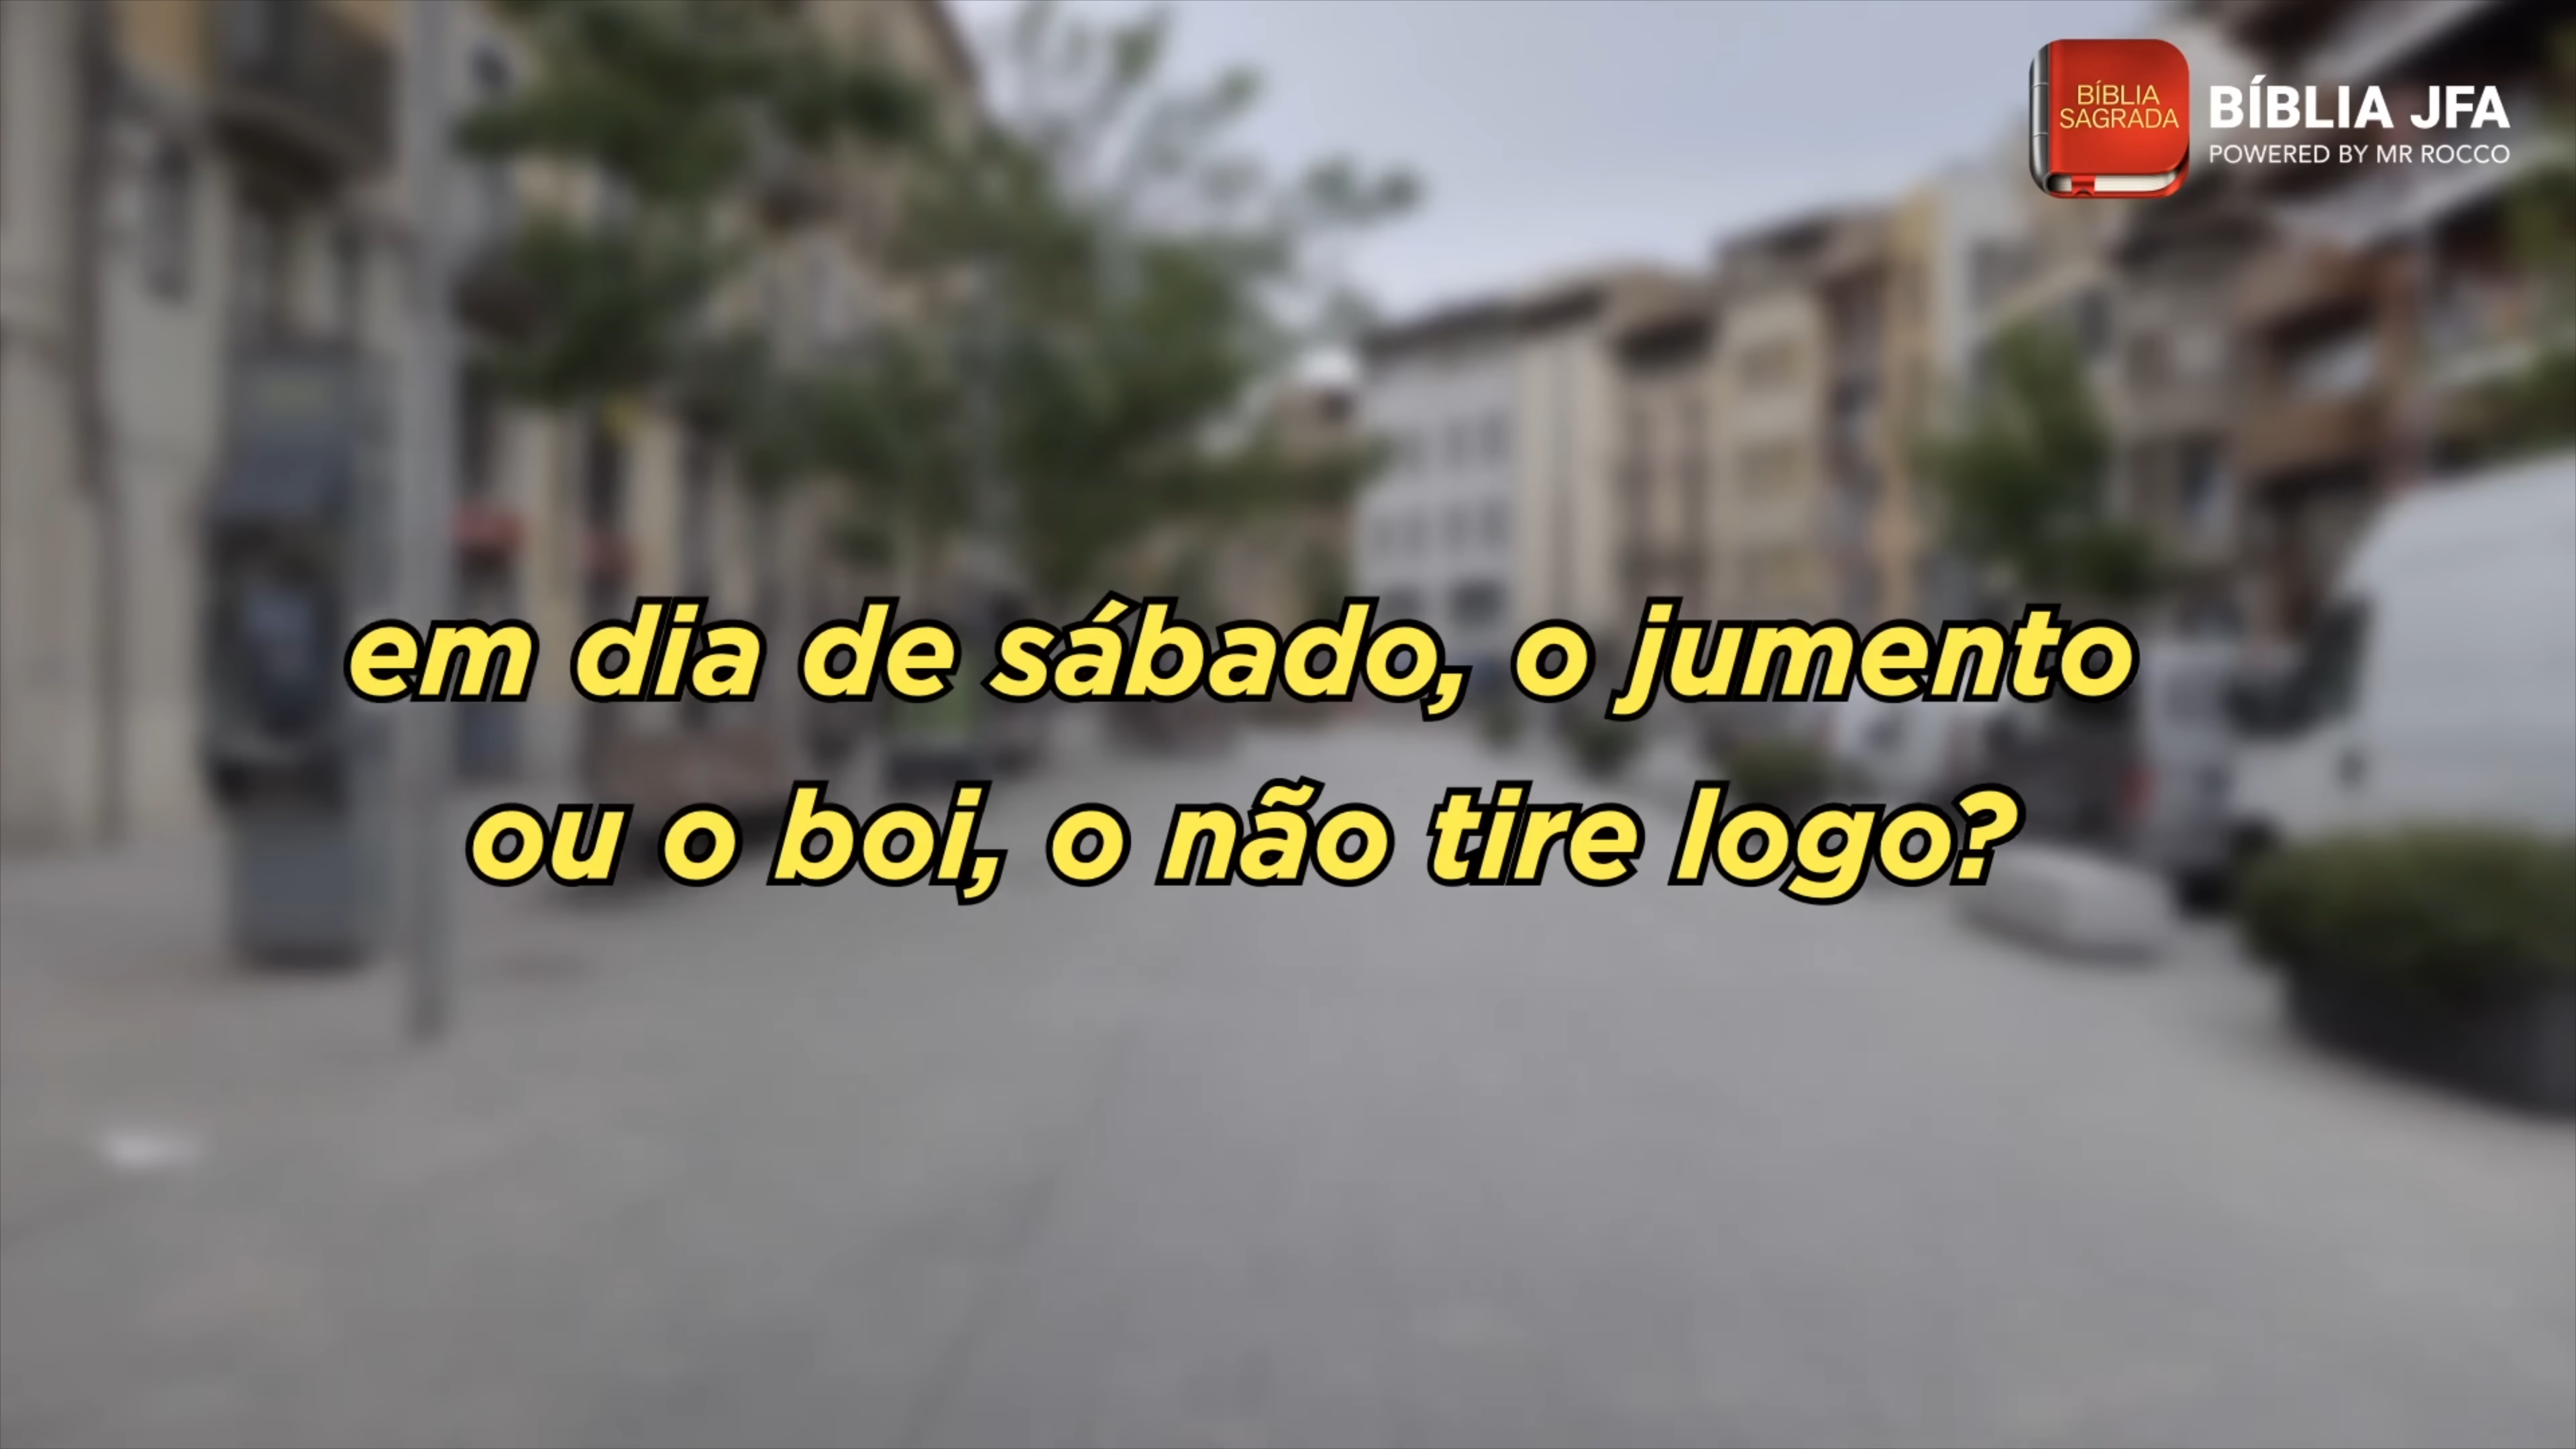 BÍBLIA
SAGRADA
BÍBLIA JFA
POWERED BY MR ROCCO
em dia de sábado, o jumento
ou o boi, o não tire logo?